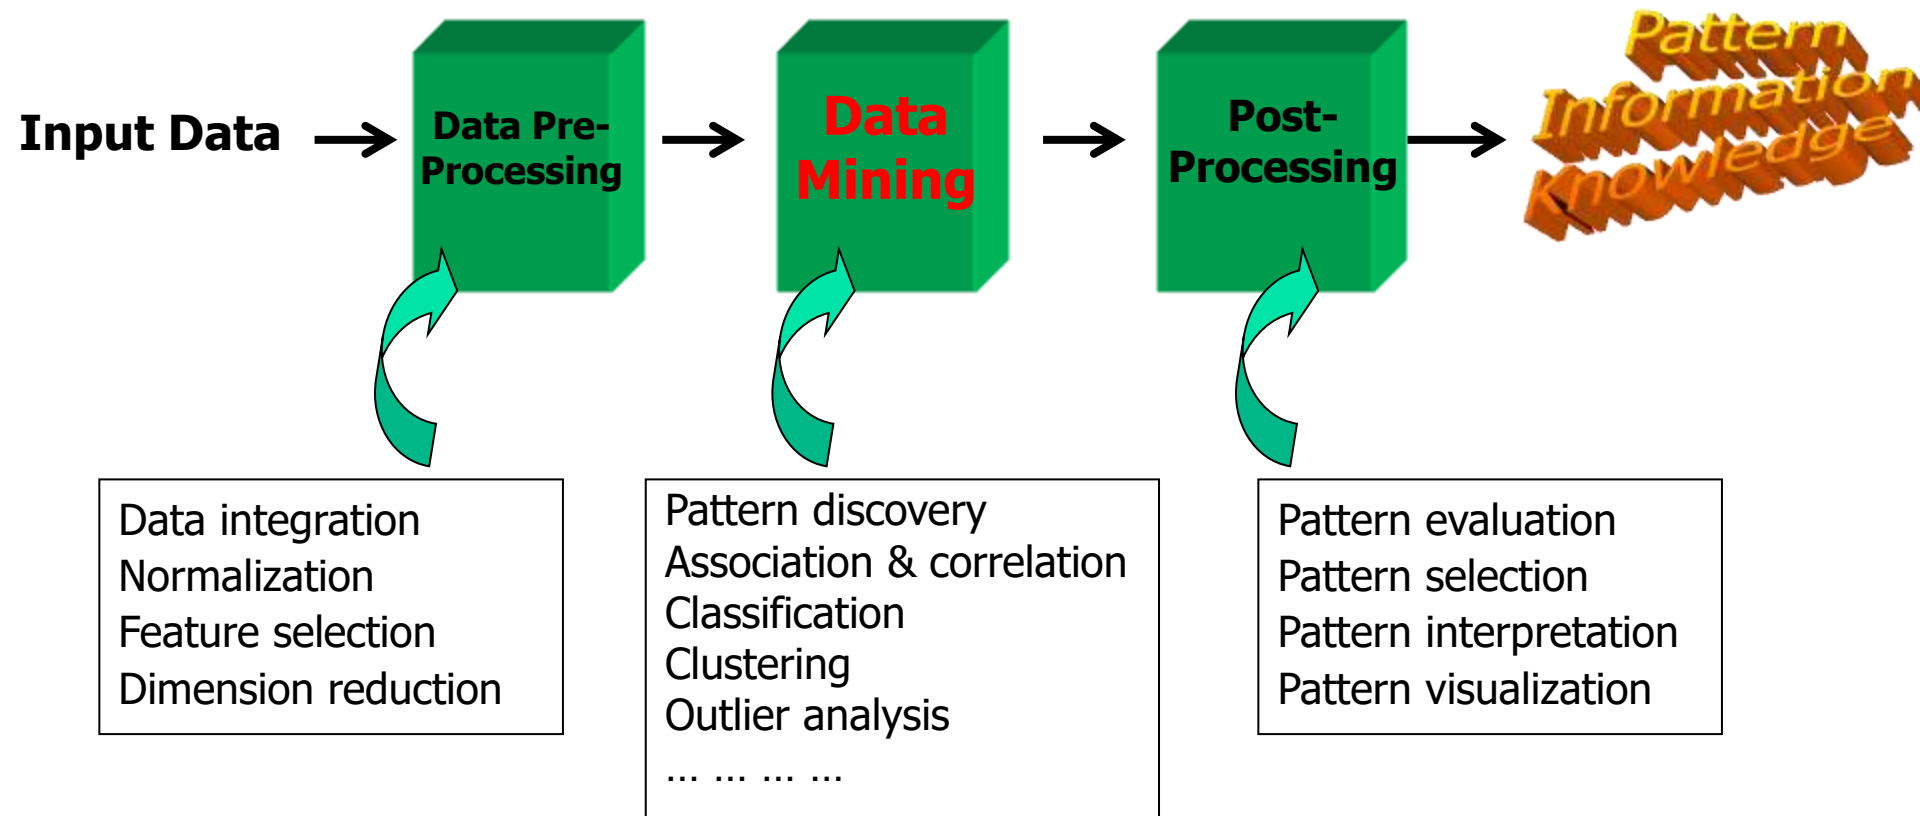 Input Data
Data Pre-
Processing
Data
Mining
Post-
Processing
Pattern
Information
Knowledge
Data integration
Normalization
Feature selection
Dimension reduction
Pattern discovery
Association & correlation
Classification
Clustering
Outlier analysis
… … … …
Pattern evaluation
Pattern selection
Pattern interpretation
Pattern visualization